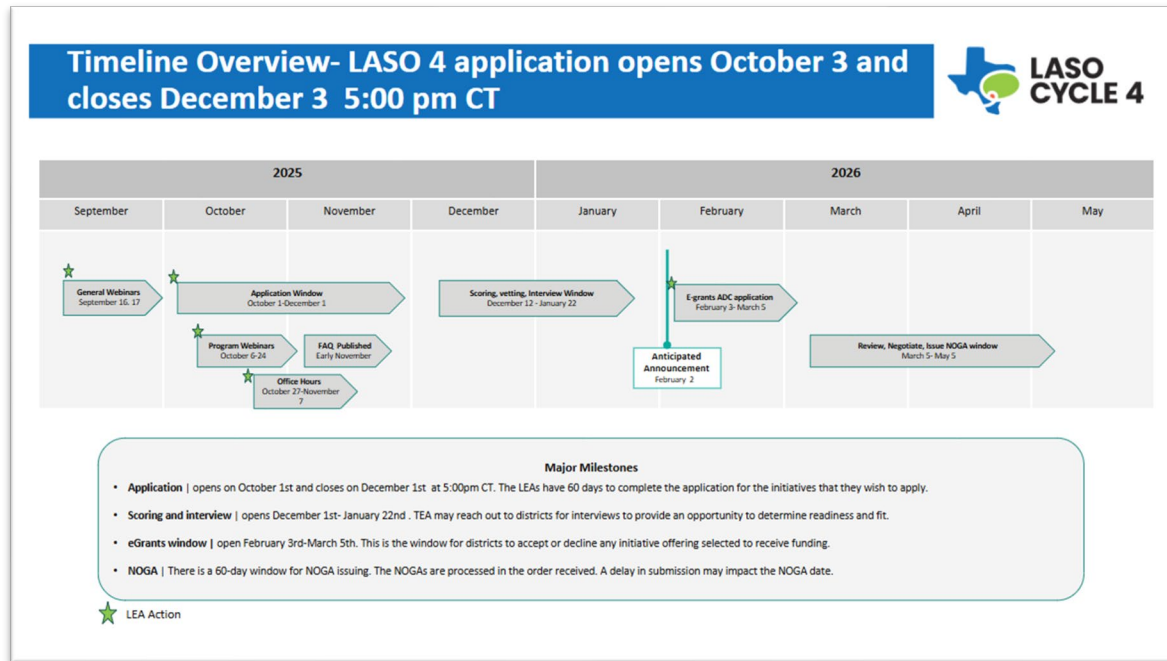 Timeline Overview- LASO 4 application opens October 3 and
closes December 3 5:00 pm CT
LASO
CYCLE 4
2025
2026
September
October
November
December
January
February
March
April
May
General Webinars
September 16. 17
Application Window
October 1-December 1
Scoring, vetting, Interview Window
December 12 - January 22
E-grants ADC application
February 3- March 5
Program Webinars
October 6-24
FAQ Published
Early November
Review, Negotiate, Issue NOGA window
March 5- May 5
Anticipated
Announcement
February 2
Office Hours
October 27-November
7
Major Milestones
• Application | opens on October 1st and closes on December 1st at 5:00pm CT. The LEAs have 60 days to complete the application for the initiatives that they wish to apply.
• Scoring and interview | opens December 1st- January 22nd . TEA may reach out to districts for interviews to provide an opportunity to determine readiness and fit.
• eGrants window | open February 3rd-March 5th. This is the window for districts to accept or decline any initiative offering selected to receive funding.
• NOGA | There is a 60-day window for NOGA issuing. The NOGAs are processed in the order received. A delay in submission may impact the NOGA date.
LEA Action